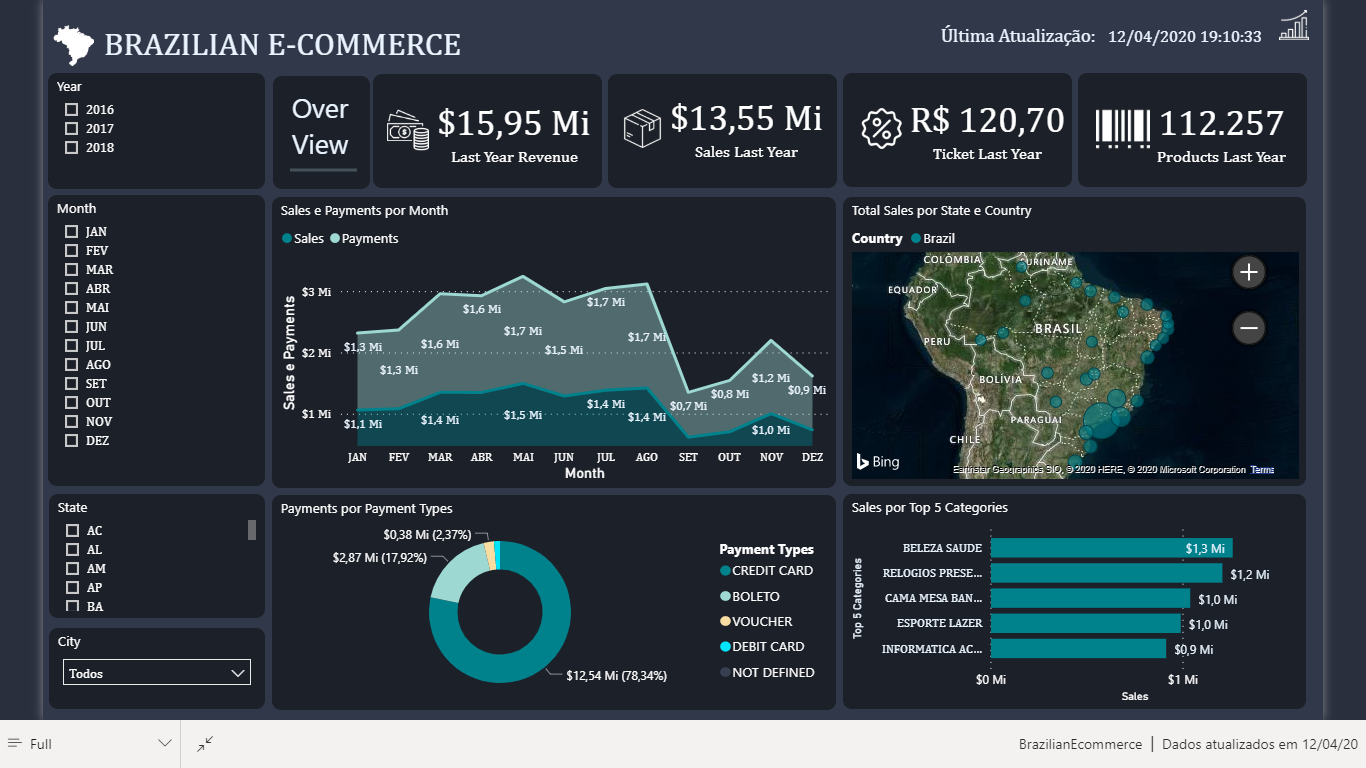 BRAZILIAN E-COMMERCE
Última Atualização: 12/04/2020 19:10:33
Year
2016
2017
2018
Over
View
$15,95 Mi
Last Year Revenue
$13,55 Mi
Sales Last Year
R$ 120,70
Ticket Last Year
112.257
Products Last Year
Month
JAN
FEV
MAR
ABR
MAI
JUN
JUL
AGO
SET
OUT
NOV
DEZ
Sales e Payments por Month
Sales Payments
Sales e Payments
$3 Mi
$2 Mi
$1 Mi
$1,3 Mi
$1,3 Mi
$1,6 Mi
$1,6 Mi
$1,7 Mi
$1,5 Mi
$1,7 Mi
$1,7 Mi
$0,7 Mi
$0,8 Mi
$1,2 Mi
$0,9 Mi
$1,1 Mi
$1,4 Mi
$1,5 Mi
$1,4 Mi
$1,4 Mi
$1,0 Mi
JAN FEV MAR ABR MAI JUN JUL AGO SET OUT NOV DEZ
Month
Total Sales por State e Country
Country Brazil
COLÔMBIA
SURINAME
EQUADOR
BRASIL
PERU
BOLÍVIA
PARAGUAI
CHILE
Bing
Earthstar Geographics SIO, © 2020 HERE, © 2020 Microsoft Corporation Terms
State
AC
AL
AM
AP
BA
City
Todos
Payments por Payment Types
$0,38 Mi (2,37%)
$2,87 Mi (17,92%)
$12,54 Mi (78,34%)
Payment Types
CREDIT CARD
BOLETO
VOUCHER
DEBIT CARD
NOT DEFINED
Sales por Top 5 Categories
Top 5 Categories
BELEZA SAUDE $1,3 Mi
RELOGIOS PRESE... $1,2 Mi
CAMA MESA BAN... $1,0 Mi
ESPORTE LAZER $1,0 Mi
INFORMATICA AC... $0,9 Mi
$0 Mi $1 Mi
Sales
Full
BrazilianEcommerce | Dados atualizados em 12/04/20